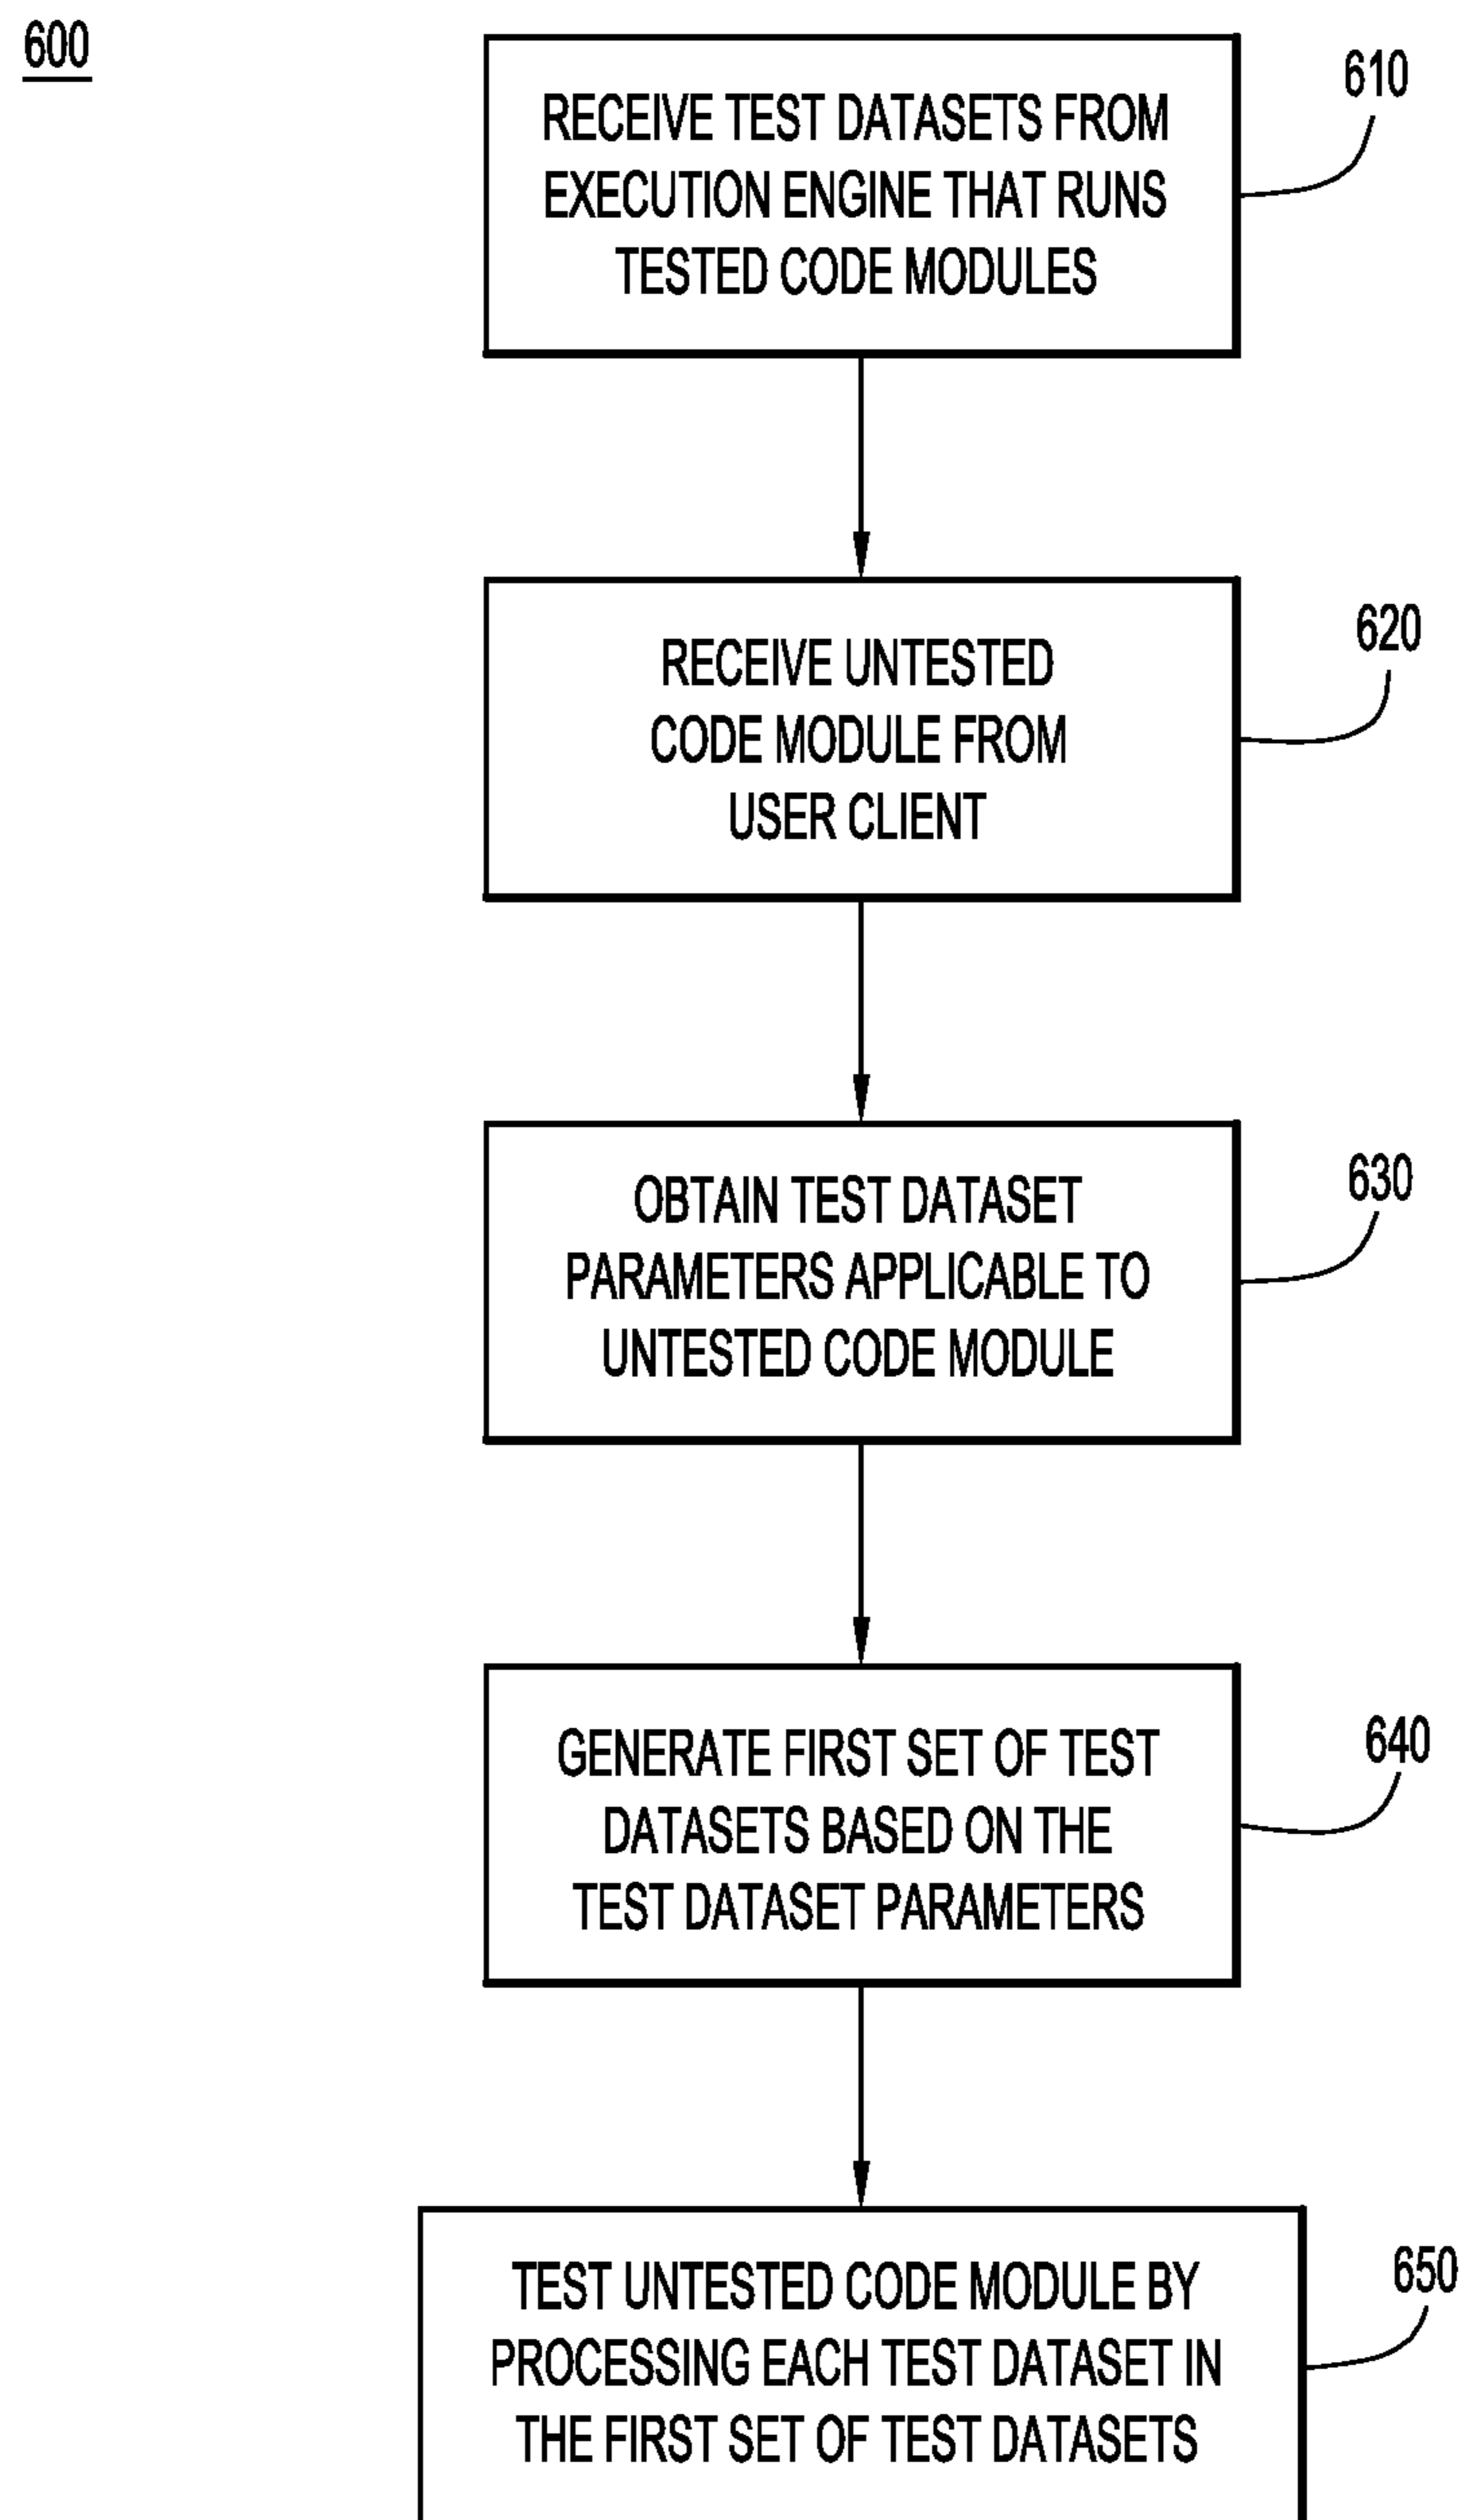 600
RECEIVE TEST DATASETS FROM
EXECUTION ENGINE THAT RUNS
TESTED CODE MODULES
610
RECEIVE UNTESTED
CODE MODULE FROM
USER CLIENT
620
OBTAIN TEST DATASET
PARAMETERS APPLICABLE TO
UNTESTED CODE MODULE
630
GENERATE FIRST SET OF TEST
DATASETS BASED ON THE
TEST DATASET PARAMETERS
640
TEST UNTESTED CODE MODULE BY
PROCESSING EACH TEST DATASET IN
THE FIRST SET OF TEST DATASETS
650